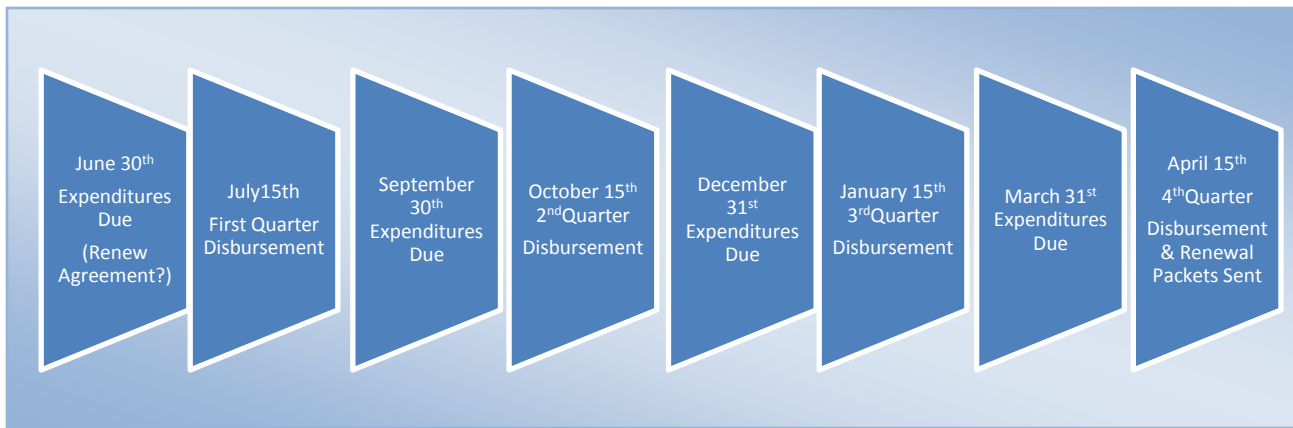 June 30th
Expenditures
Due
(Renew
Agreement?)
July15th
First Quarter
Disbursement
September
30th
Expenditures
Due
October 15th
2ndQuarter
Disbursement
December
31st
Expenditures
Due
January 15th
3rdQuarter
Disbursement
March 31st
Expenditures
Due
April 15th
4thQuarter
Disbursement
& Renewal
Packets Sent